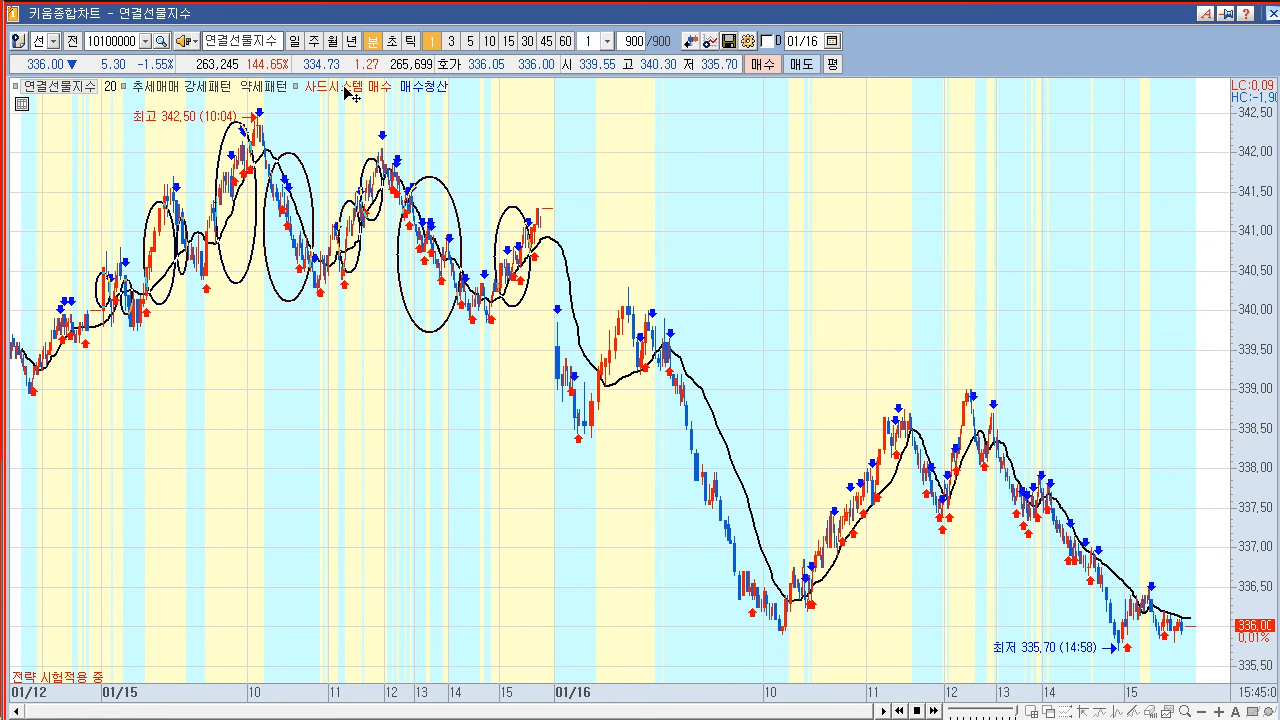 키움종합차트 - 연결선물지수
선 전 10100000 연결선물지수 일 주 월 년 분 초 틱 1 3 5 10 15 30 45 60 1 900 /900 D 01/16
336.00 ▼ 5.30 -1.55% 263,245 144.65% 334.73 1.27 265,699 호가 336.05 336.00 시 339.55 고 340.30 저 335.70 매수 매도 평
연결선물지수 20 추세매매 강세패턴 약세패턴 사드시스템 매수 매수청산
LC:0,09
HC:-1,90
최고 342,50 (10:04)
342,50
342,00
341,50
341,00
340,50
340,00
339,50
339,00
338,50
338,00
337,50
337,00
336,50
336,00
0,01%
335,50
최저 335,70 (14:58)
전략 시험적용 중
01/12 01/15 10 11 12 13 14 15 01/16 10 11 12 13 14 15 15:45:0